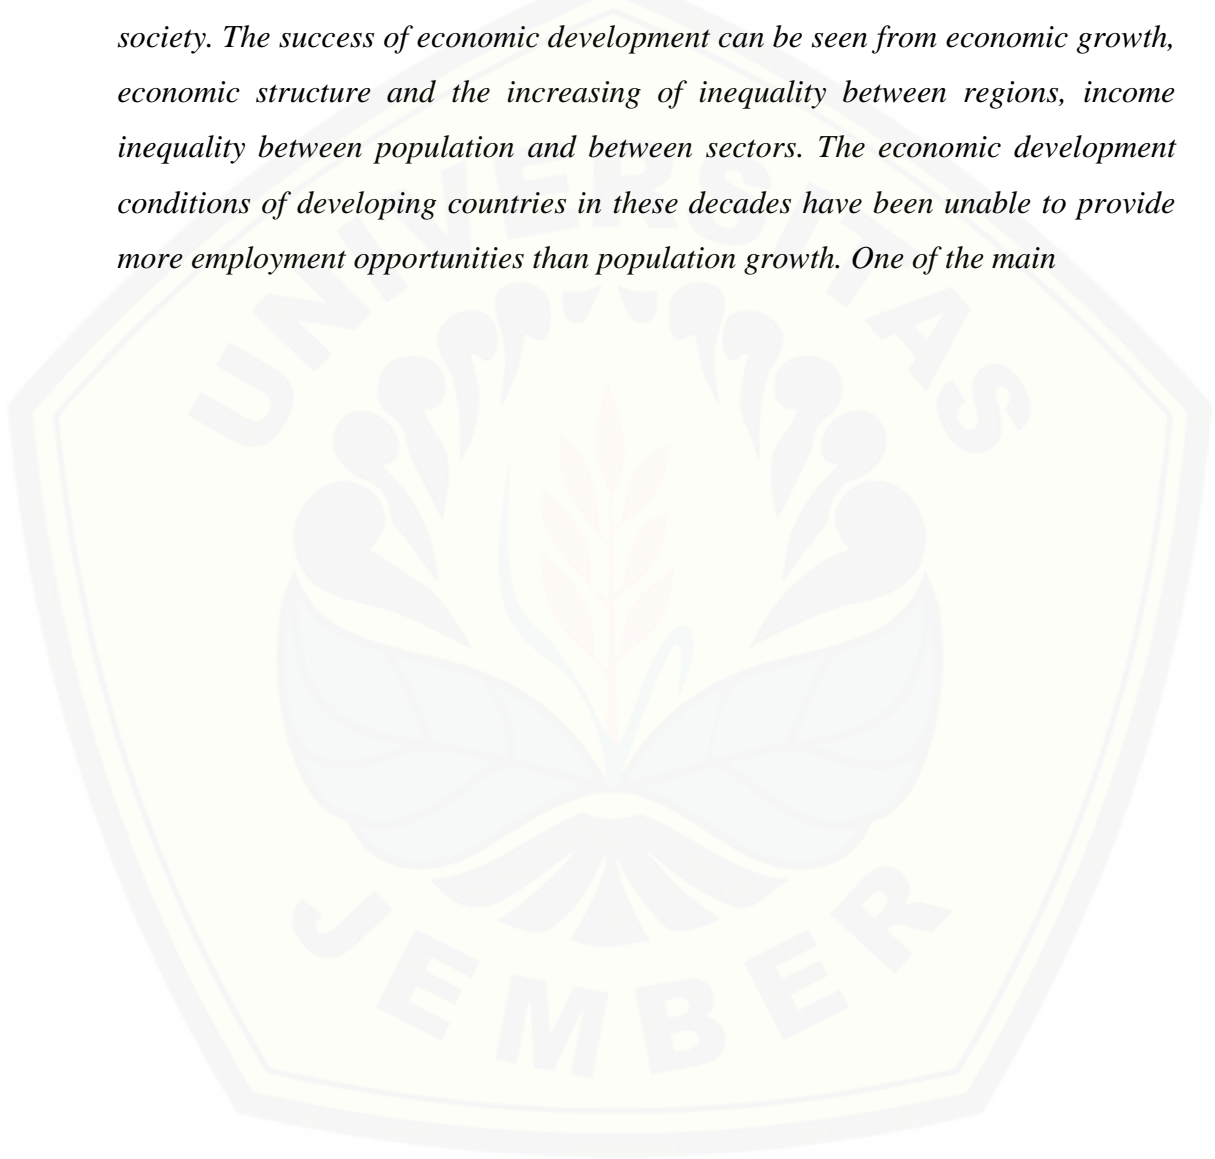 society. The success of economic development can be seen from economic growth,
economic structure and the increasing of inequality between regions, income
inequality between population and between sectors. The economic development
conditions of developing countries in these decades have been unable to provide
more employment opportunities than population growth. One of the main
UNIVERSITAS
JEMBER